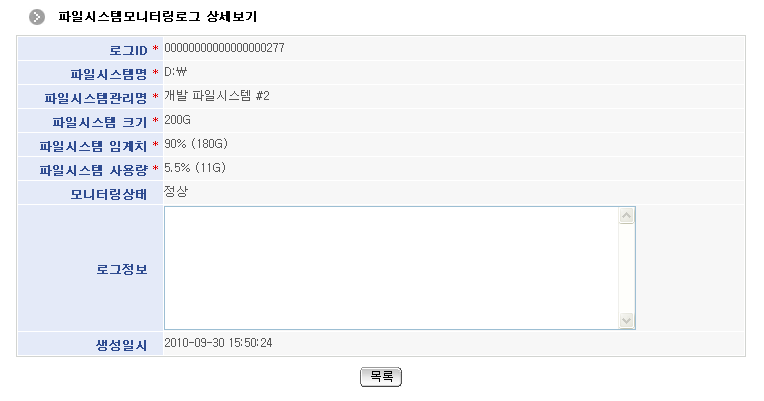 파일시스템모니터링로그 상세보기
로그ID * 00000000000000000277
파일시스템명 * D:\
파일시스템관리명 * 개발 파일시스템 #2
파일시스템 크기 * 200G
파일시스템 임계치 * 90% (180G)
파일시스템 사용량 * 5.5% (11G)
모니터링상태 정상
로그정보
생성일시 2010-09-30 15:50:24
목록